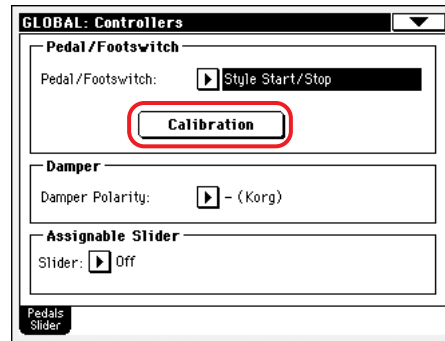 GLOBAL: Controllers
Pedal/Footswitch
Pedal/Footswitch: Style Start/Stop
Calibration
Damper
Damper Polarity: - (Korg)
Assignable Slider
Slider: Off
Pedals
Slider